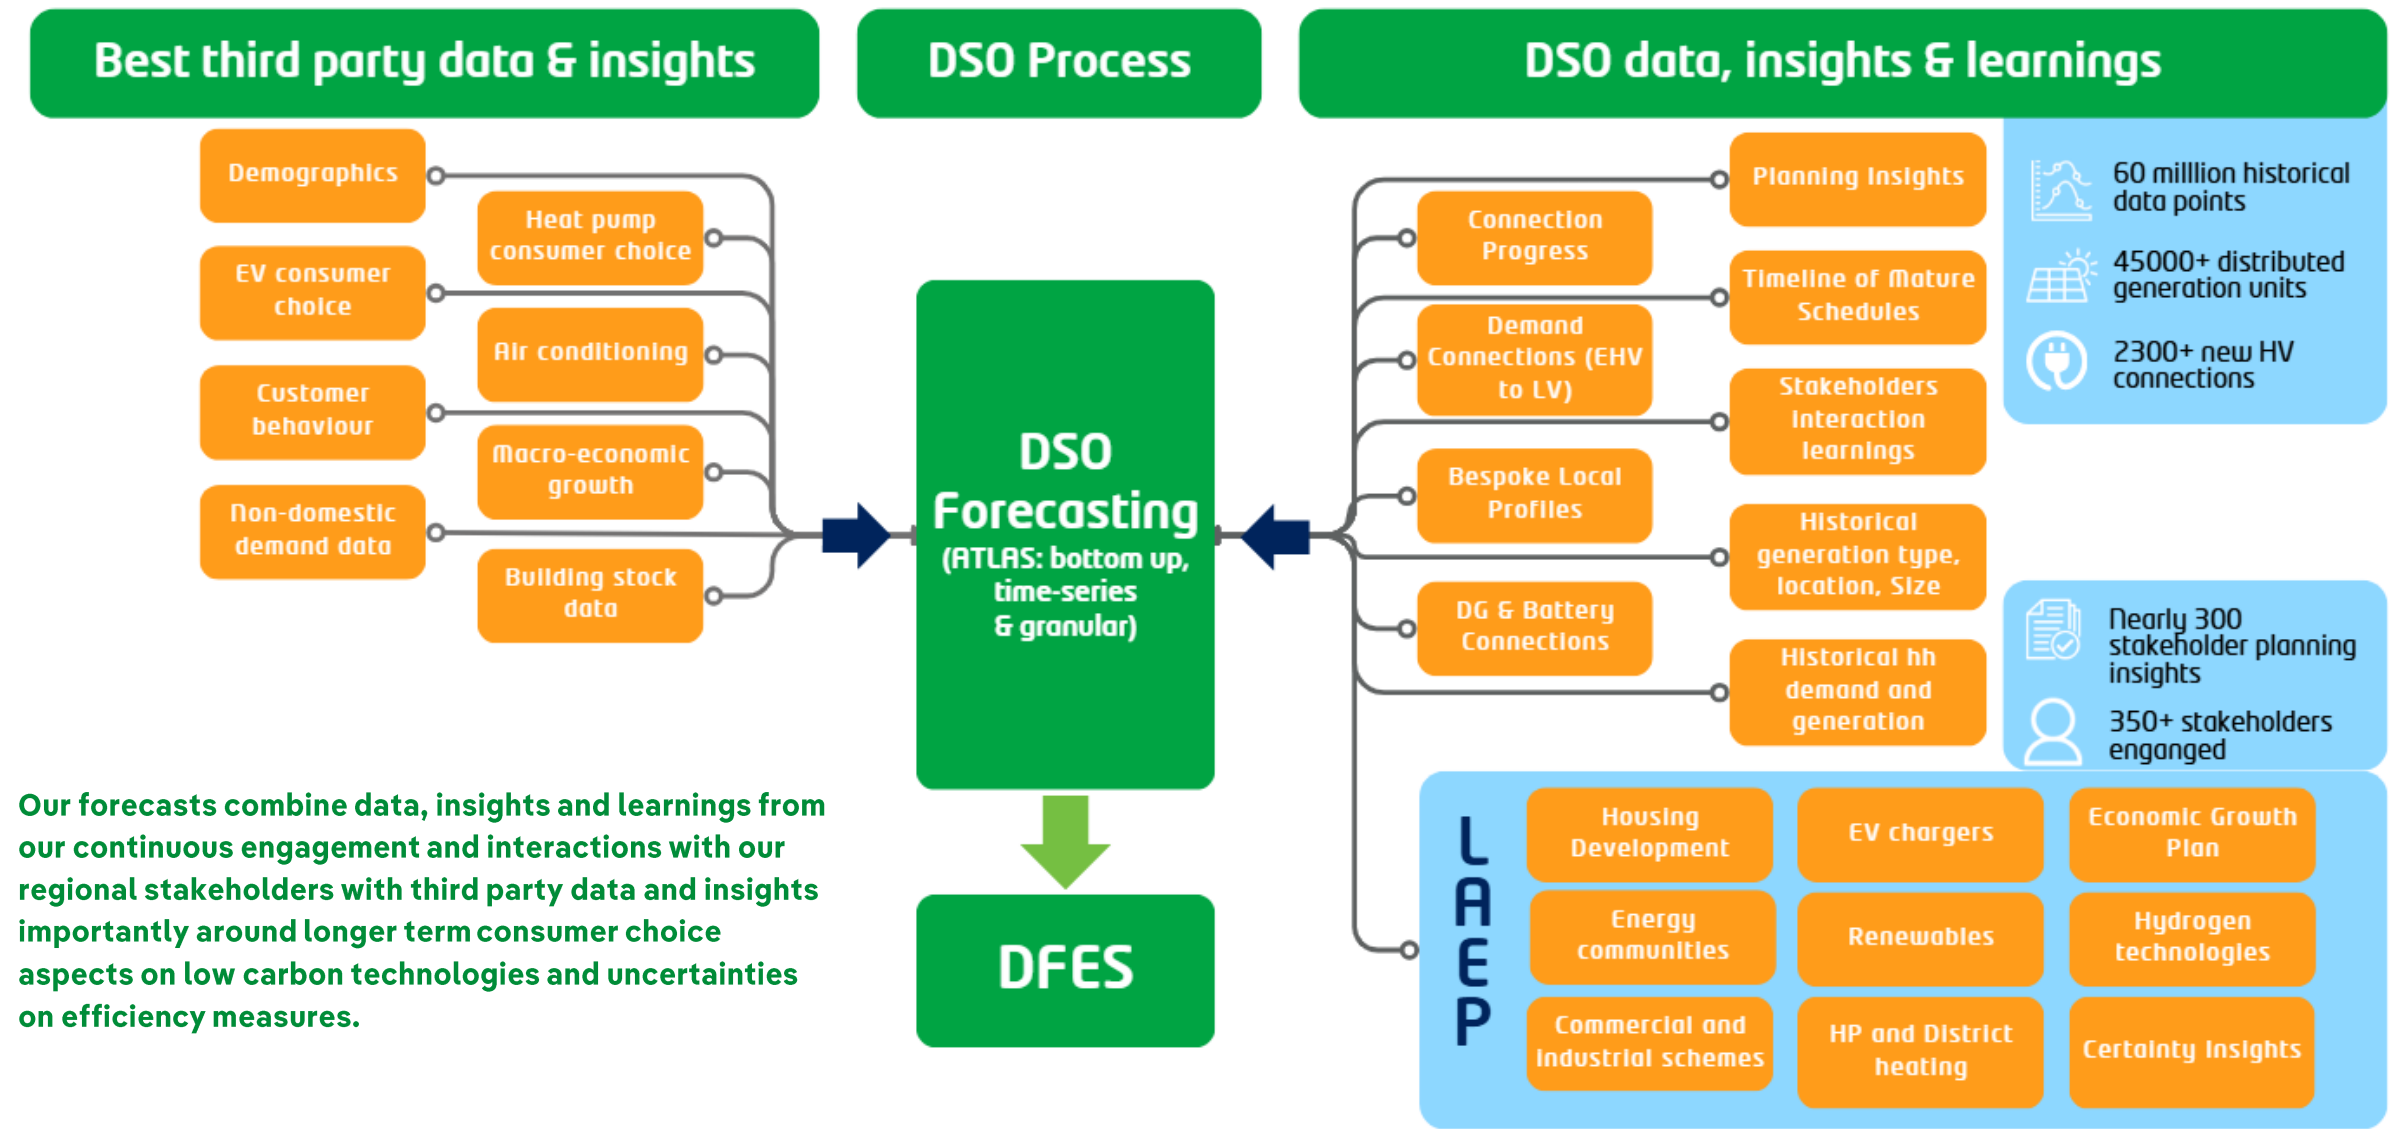 Best third party data & insights
DSO Process
DSO data, insights & learnings
Demographics
Heat pump
consumer choice
EV consumer
choice
Air conditioning
Customer
behaviour
Macro-economic
growth
Non-domestic
demand data
Building stock
data
DSO
Forecasting
(ATLAS: bottom up,
time-series
& granular)
DFES
Planning Insights
Connection
Progress
Timeline of Mature
Schedules
Demand
Connections (EHV
to LV)
Stakeholders
Interaction
learnings
Bespoke Local
Profiles
Historical
generation type,
location, Size
DG & Battery
Connections
Historical hh
demand and
generation
60 milllion historical
data points
45000+ distributed
generation units
2300+ new HV
connections
Nearly 300
stakeholder planning
insights
350+ stakeholders
enganged
LAEP
Housing
Development
EV chargers
Economic Growth
Plan
Energy
communities
Renewables
Hydrogen
technologies
Commercial and
Industrial schemes
HP and District
heating
Certainty Insights
Our forecasts combine data, insights and learnings from
our continuous engagement and interactions with our
regional stakeholders with third party data and insights
importantly around longer term consumer choice
aspects on low carbon technologies and uncertainties
on efficiency measures.